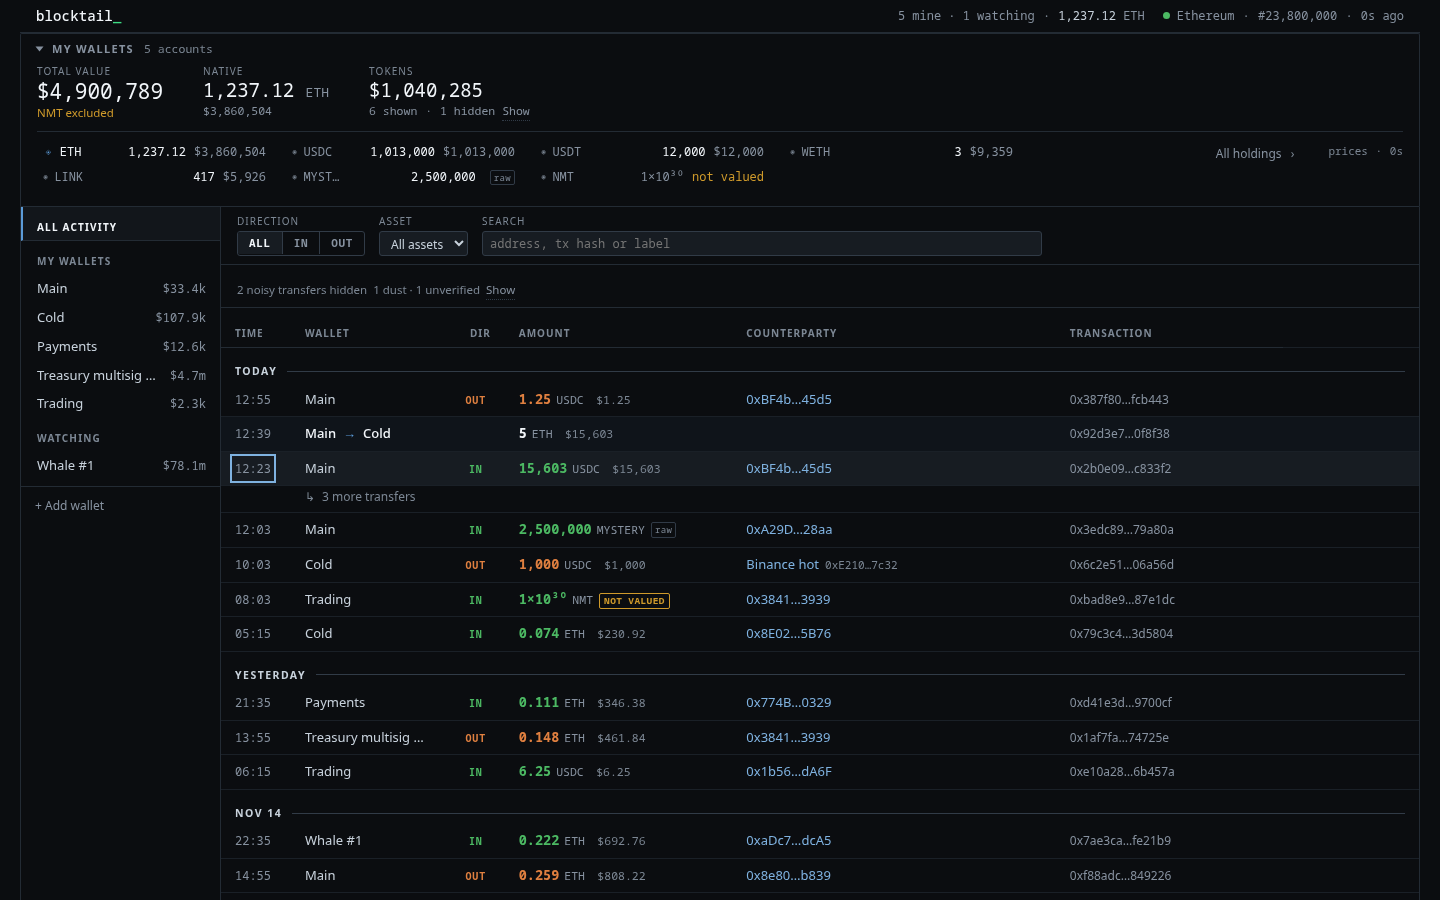 blocktail_
5 mine · 1 watching · 1,237.12 ETH Ethereum · #23,800,000 · 0s ago
MY WALLETS 5 accounts
TOTAL VALUE NATIVE TOKENS
$4,900,789 1,237.12 ETH $1,040,285
NMT excluded $3,860,504 6 shown · 1 hidden Show
ETH 1,237.12 $3,860,504 USDC 1,013,000 $1,013,000 USDT 12,000 $12,000 WETH 3 $9,359 All holdings › prices · 0s
LINK 417 $5,926 MYST… 2,500,000 raw NMT 1×10³⁰ not valued
ALL ACTIVITY
MY WALLETS
Main $33.4k
Cold $107.9k
Payments $12.6k
Treasury multisig … $4.7m
Trading $2.3k
WATCHING
Whale #1 $78.1m
+ Add wallet
DIRECTION ASSET SEARCH
ALL IN OUT All assets address, tx hash or label
2 noisy transfers hidden 1 dust · 1 unverified Show
TIME WALLET DIR AMOUNT COUNTERPARTY TRANSACTION
TODAY
12:55 Main OUT 1.25 USDC $1.25 0xBF4b…45d5 0x387f80…fcb443
12:39 Main → Cold 5 ETH $15,603 0x92d3e7…0f8f38
12:23 Main IN 15,603 USDC $15,603 0xBF4b…45d5 0x2b0e09…c833f2
↳ 3 more transfers
12:03 Main IN 2,500,000 MYSTERY raw 0xA29D…28aa 0x3edc89…79a80a
10:03 Cold OUT 1,000 USDC $1,000 Binance hot 0xE210…7c32 0x6c2e51…06a56d
08:03 Trading IN 1×10³⁰ NMT NOT VALUED 0x3841…3939 0xbad8e9…87e1dc
05:15 Cold IN 0.074 ETH $230.92 0x8E02…5B76 0x79c3c4…3d5804
YESTERDAY
21:35 Payments IN 0.111 ETH $346.38 0x774B…0329 0xd41e3d…9700cf
13:55 Treasury multisig … OUT 0.148 ETH $461.84 0x3841…3939 0x1af7fa…74725e
06:15 Trading IN 6.25 USDC $6.25 0x1b56…dA6F 0xe10a28…6b457a
NOV 14
22:35 Whale #1 IN 0.222 ETH $692.76 0xaDc7…dcA5 0x7ae3ca…fe21b9
14:55 Main OUT 0.259 ETH $808.22 0x8e80…b839 0xf88adc…849226